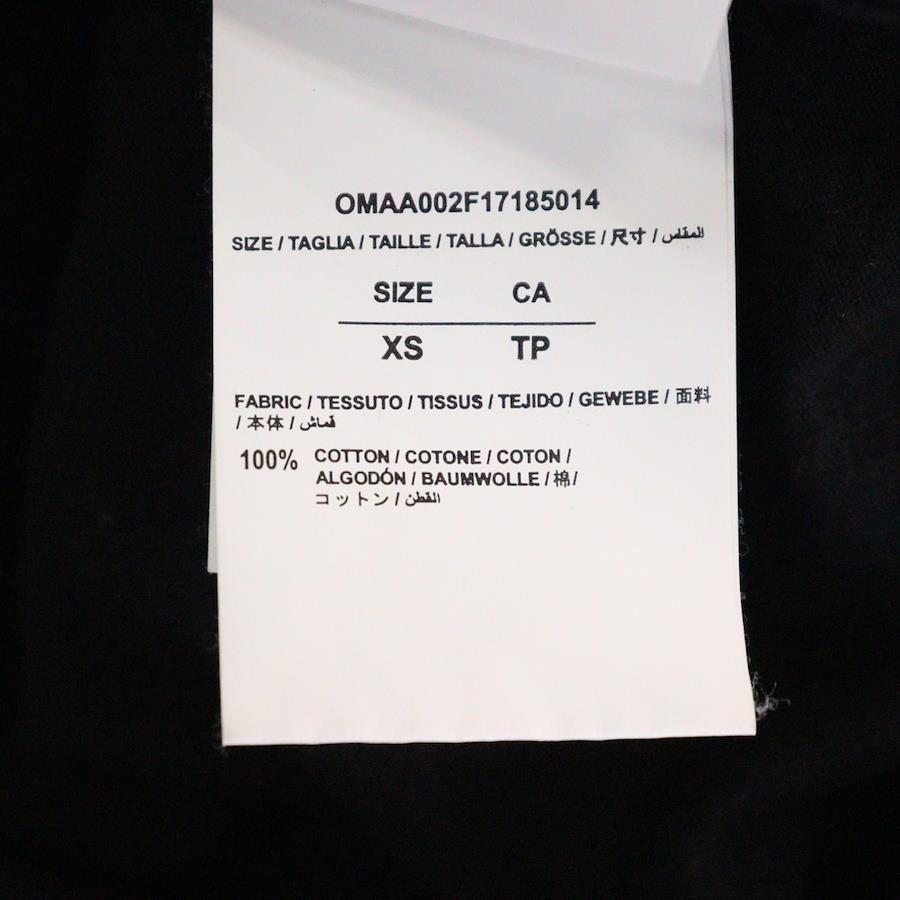 OMAA002F17185014
SIZE / TAGLIA / TAILLE / TALLA / GRÖSSE / 尺寸 / المقاس
SIZE CA
XS TP
FABRIC / TESSUTO / TISSUS / TEJIDO / GEWEBE / 面料
/ 本体 / قماش
100% COTTON / COTONE / COTON /
ALGODÓN / BAUMWOLLE / 棉/
コットン / القطن